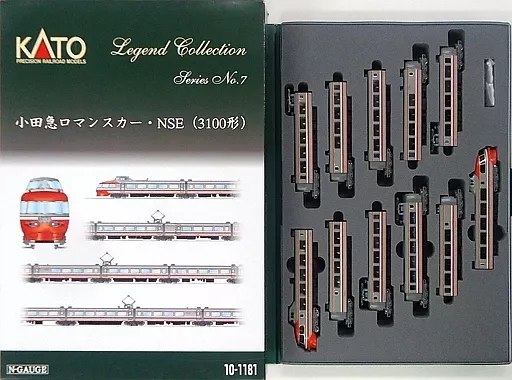 KATO
PRECISION RAILROAD MODELS
Legend Collection
Series No.7
小田急ロマンスカー・NSE（3100形）
N-GAUGE
10-1181